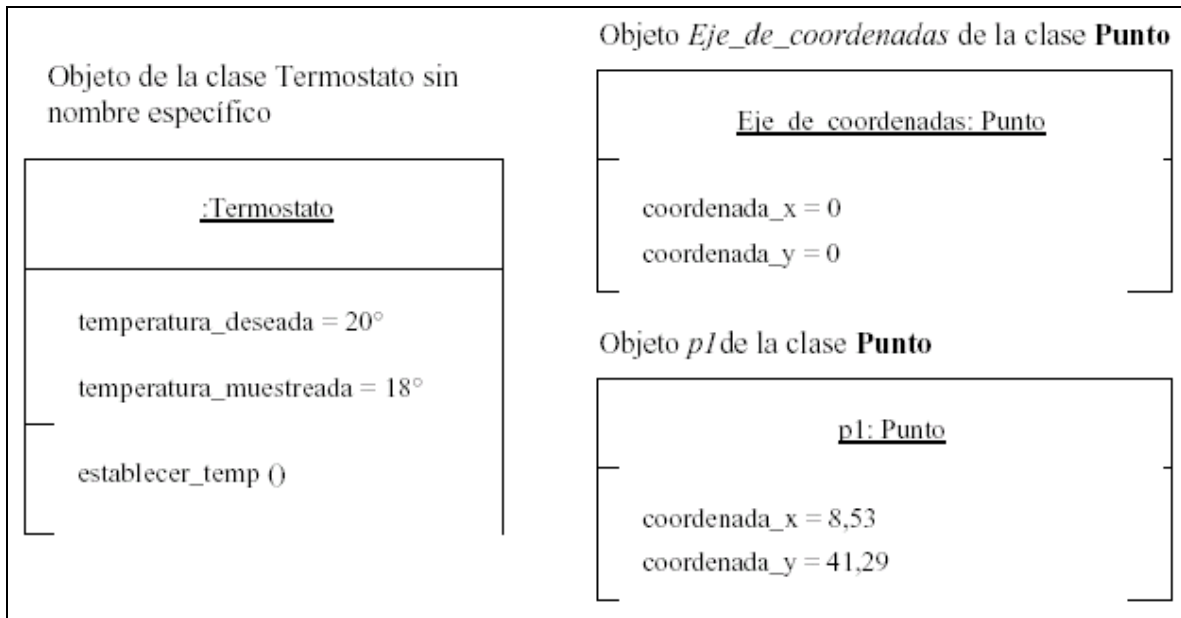 Objeto de la clase Termostato sin
nombre específico
:Termostato
temperatura_deseada = 20°
temperatura_muestreada = 18°
establecer_temp ()
Objeto Eje_de_coordenadas de la clase Punto
Eje_de_coordenadas: Punto
coordenada_x = 0
coordenada_y = 0
Objeto p1 de la clase Punto
p1: Punto
coordenada_x = 8,53
coordenada_y = 41,29